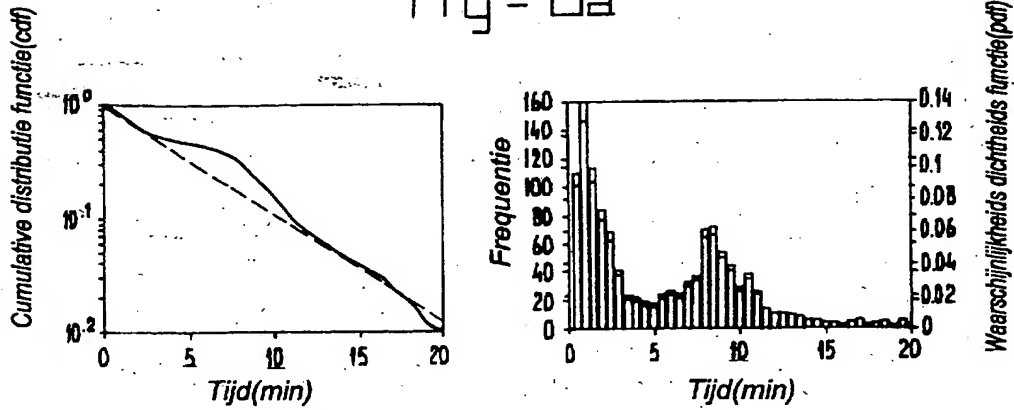 Fig - 6a
Cumulative distributie functie(cdf)
10⁰
10⁻¹
10⁻²
0 5 10 15 20
Tijd(min)
Frequentie
160
140
120
100
80
60
40
20
0
0 5 10 15 20
Tijd(min)
0.14
0.12
0.1
0.08
0.06
0.04
0.02
0
Waarschijnlijkheids dichtheids functie(pdf)